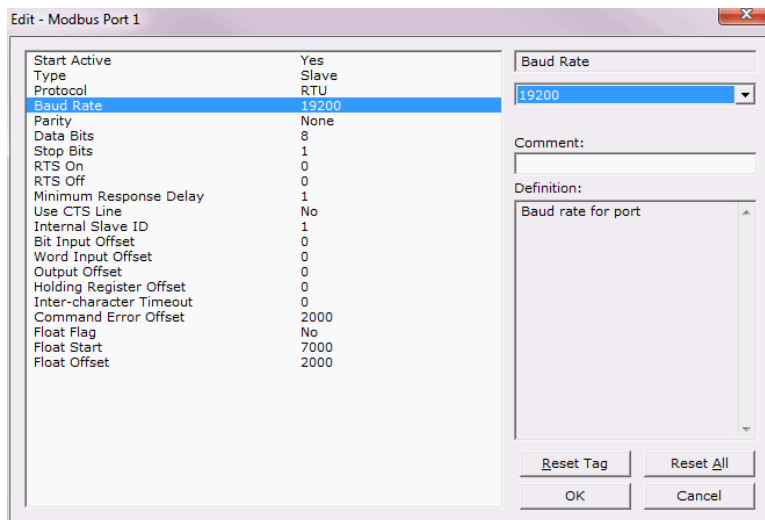 Edit - Modbus Port 1
Start Active Yes
Type Slave
Protocol RTU
Baud Rate 19200
Parity None
Data Bits 8
Stop Bits 1
RTS On 0
RTS Off 0
Minimum Response Delay 1
Use CTS Line No
Internal Slave ID 1
Bit Input Offset 0
Word Input Offset 0
Output Offset 0
Holding Register Offset 0
Inter-character Timeout 0
Command Error Offset 2000
Float Flag No
Float Start 7000
Float Offset 2000
Baud Rate
19200
Comment:
Definition:
Baud rate for port
Reset Tag Reset All
OK Cancel